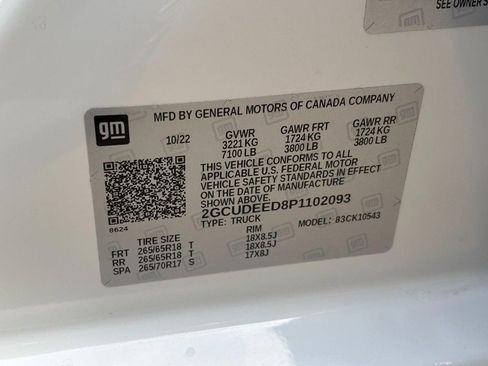 SEE OWNER'S
gm
MFD BY GENERAL MOTORS OF CANADA COMPANY
10/22 GVWR GAWR FRT GAWR RR
3221 KG 1724 KG 1724 KG
7100 LB 3800 LB 3800 LB
THIS VEHICLE CONFORMS TO ALL
APPLICABLE U.S. FEDERAL MOTOR
VEHICLE SAFETY STANDARDS IN EFFECT
ON THE DATE OF MANUFACTURE SHOWN ABOVE.
2GCUDEED8P1102093
8624 TYPE: TRUCK MODEL: 83CK10543
TIRE SIZE RIM
FRT 265/65R18 T 18X8.5J
RR 265/65R18 T 18X8.5J
SPA 265/70R17 S 17X8J